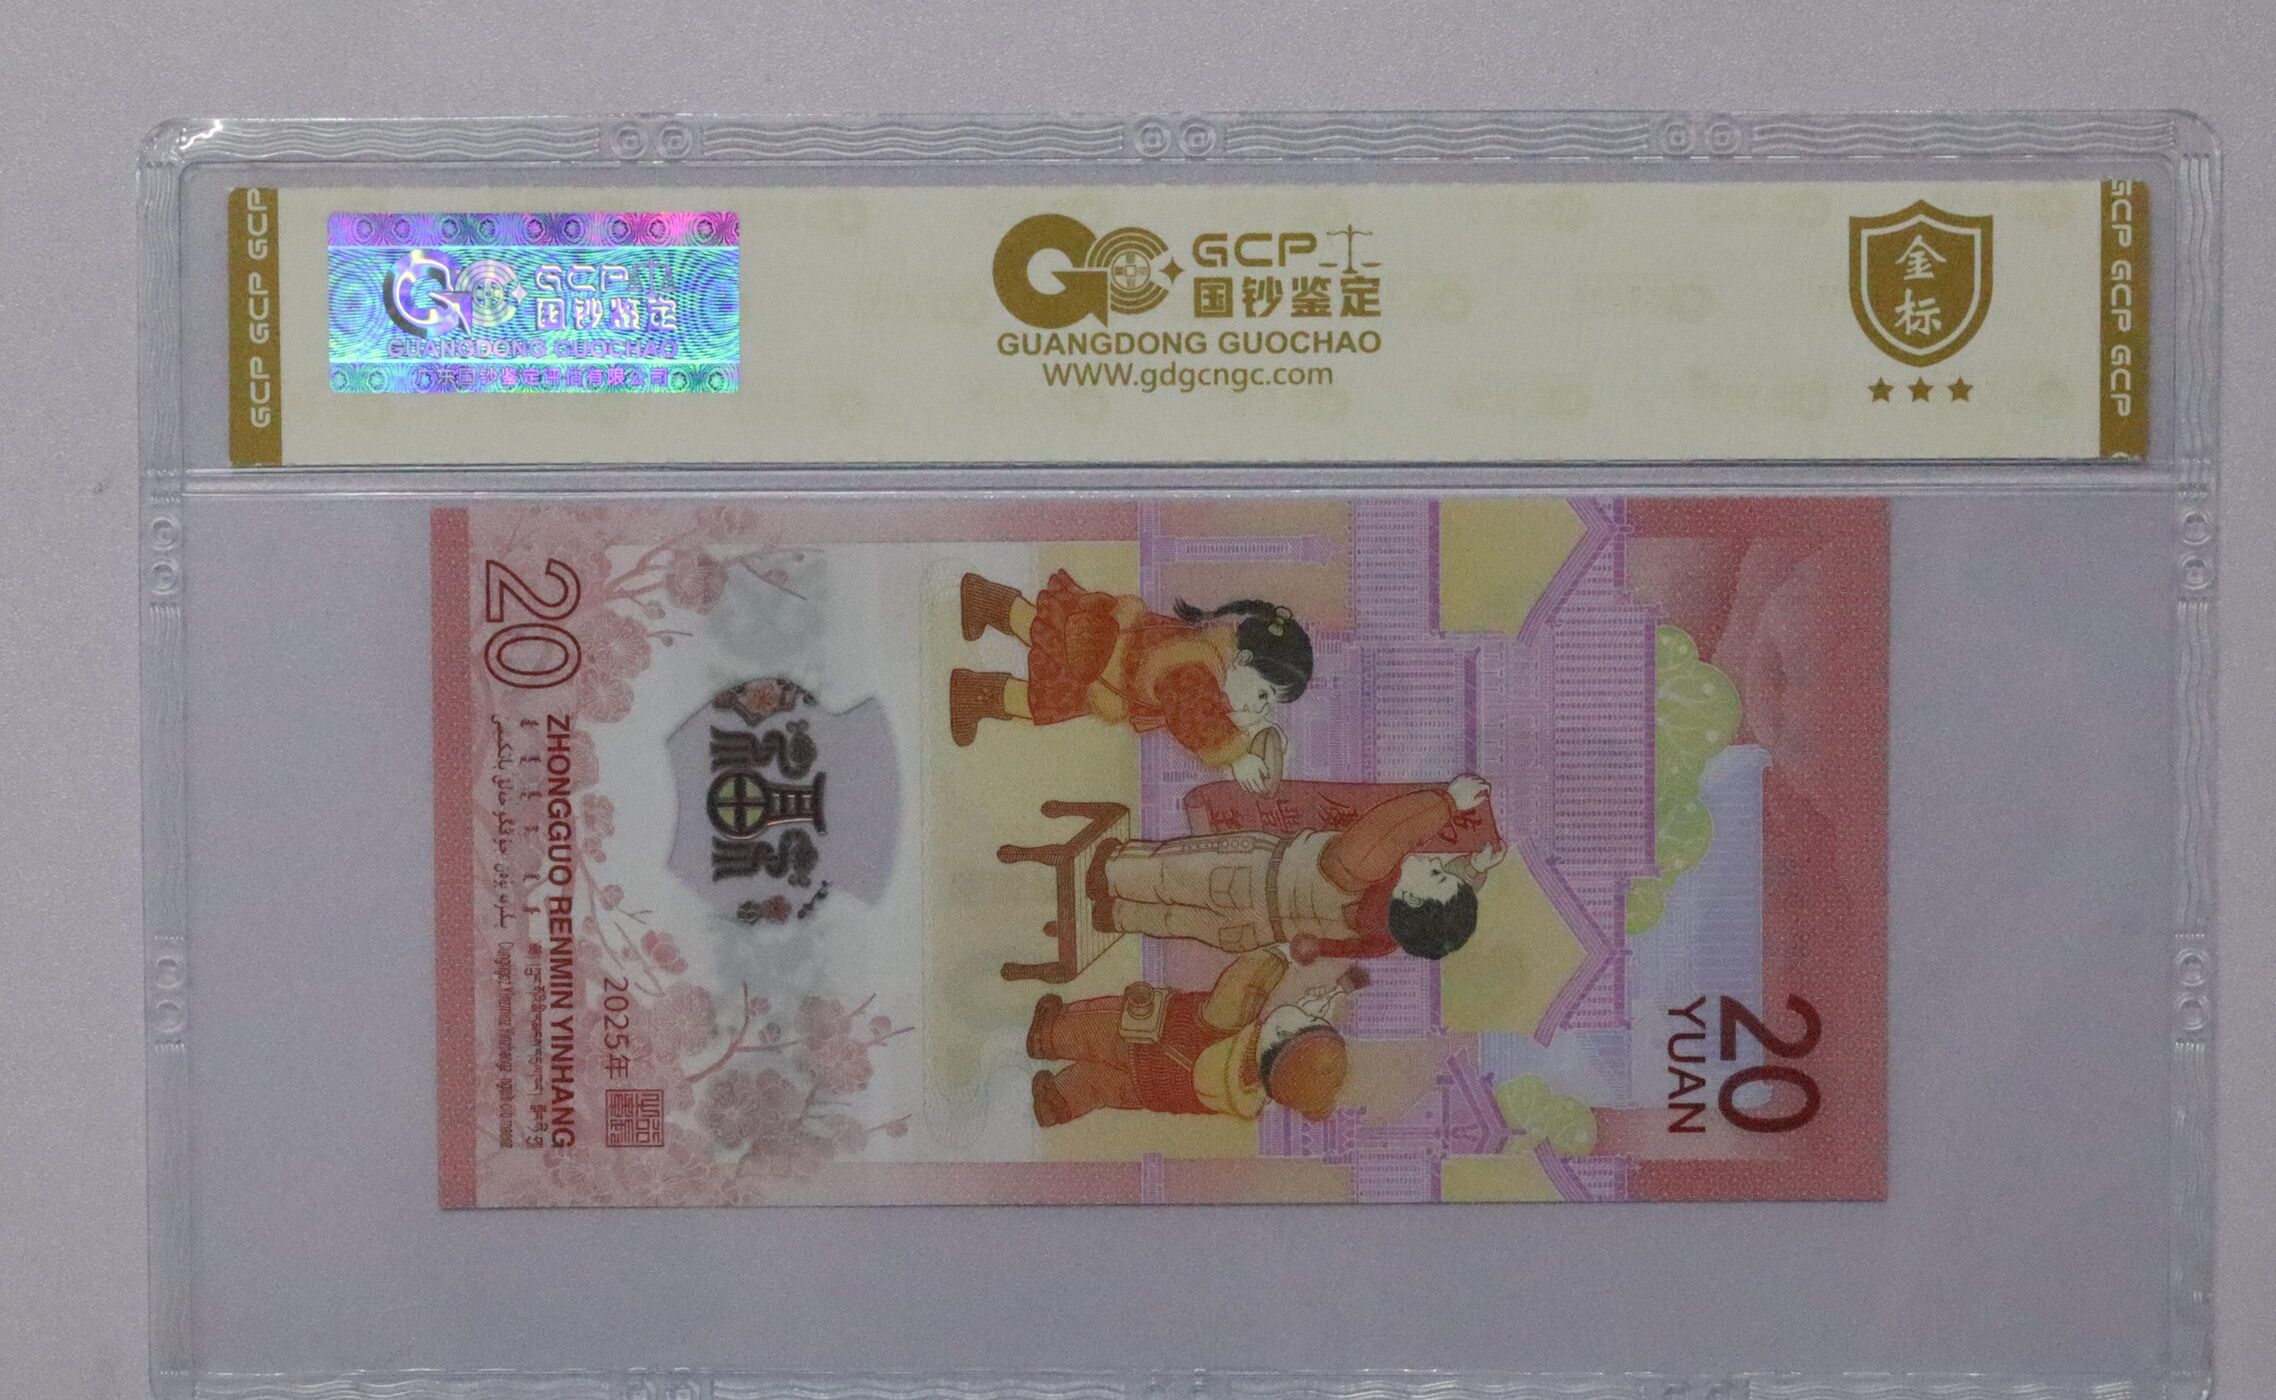 GCP GCP GCP
GCP
国钞鉴定
GUANGDONG GUOCHAO
广东国钞鉴定评估有限公司
GCP
国钞鉴定
GUANGDONG GUOCHAO
www.gdgcngc.com
金标
GCP GCP GCP
20
ZHONGGUO RENMIN YINHANG
2025年
20
YUAN